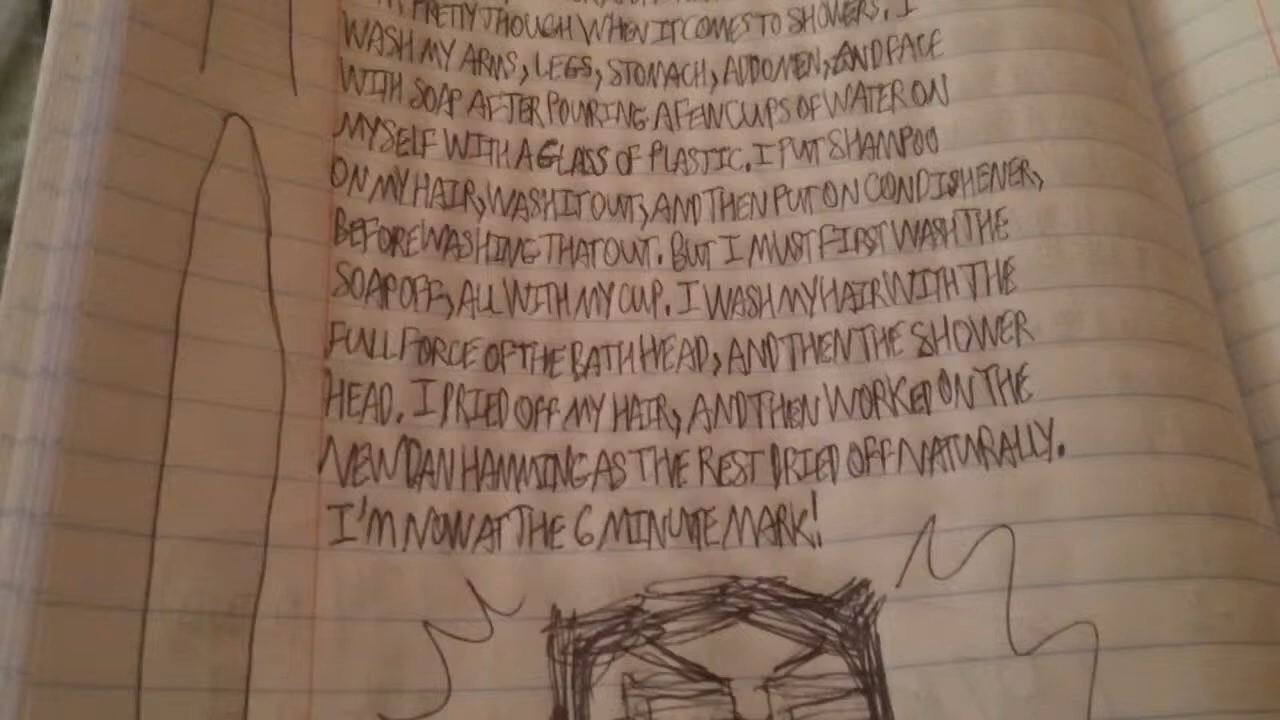 PRETTY THOUGH WHEN IT COMES TO SHOWERS. I
WASH MY ARMS, LEGS, STOMACH, ADDOMEN, AND FACE
WITH SOAP AFTER POURING A FEW CUPS OF WATER ON
MYSELF WITH A GLASS OF PLASTIC. I PUT SHAMPOO
ON MY HAIR, WASH IT OUT, AND THEN PUT ON CONDISHENER,
BEFORE WASHING THAT OUT. BUT I MUST FIRST WASH THE
SOAP OFF, ALL WITH MY CUP. I WASH MY HAIR WITH THE
FULL FORCE OF THE BATH HEAD, AND THEN THE SHOWER
HEAD. I DRIED OFF MY HAIR, AND THEN WORKED ON THE
NEW DAN HAMMING AS THE REST DRIED OFF NATURALLY.
I'M NOW AT THE 6 MINUTE MARK!